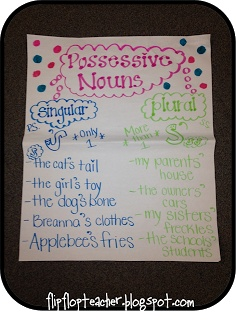 Possessive
Nouns
singular
plural
EX
's
* Only
1 *
* More
than
1 *
s'
- the cat's tail
- the girl's toy
- the dog's bone
- Breanna's clothes
- Applebee's fries
- my parents'
house
- the owners'
cars
- my sisters'
freckles
- the schools'
students
flipflopteacher.blogspot.com